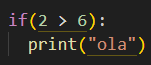 if(2 > 6):
    print("ola")